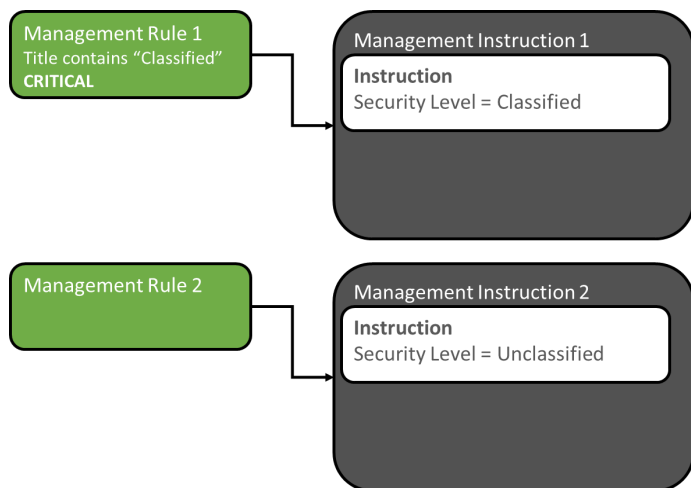 Management Rule 1
Title contains “Classified”
CRITICAL
Management Instruction 1
Instruction
Security Level = Classified
Management Rule 2
Management Instruction 2
Instruction
Security Level = Unclassified